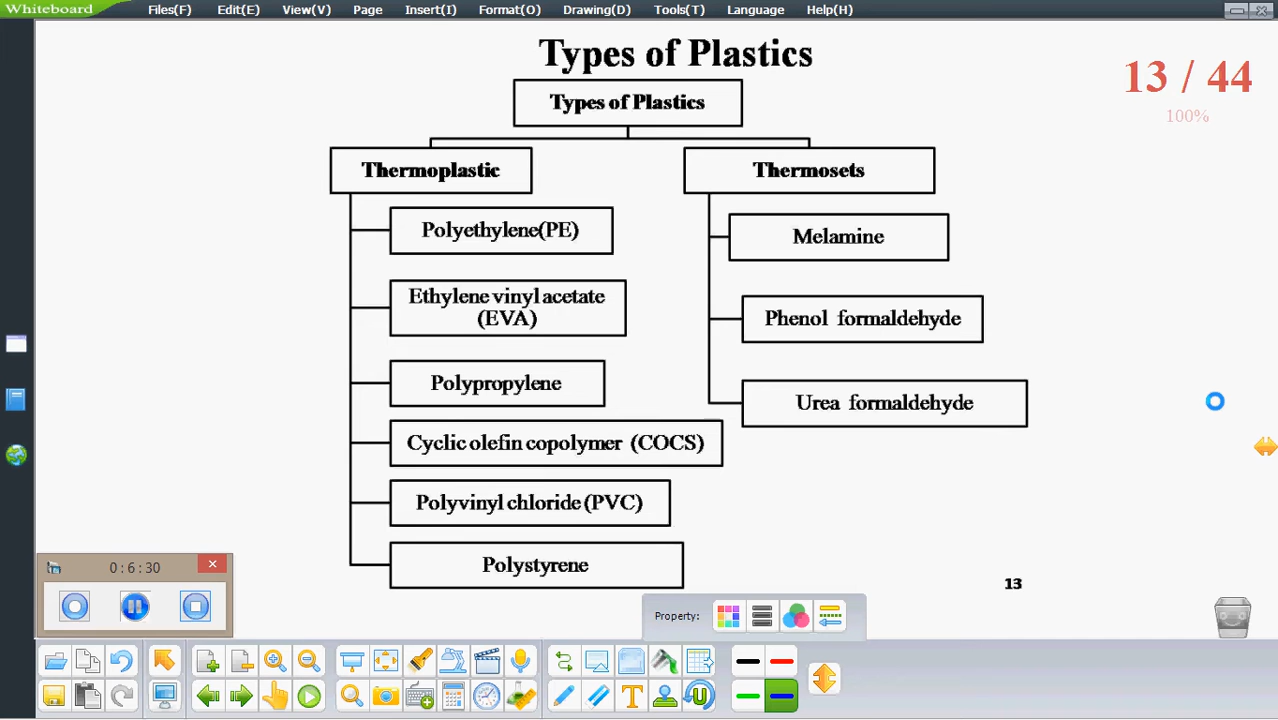 Whiteboard
Files(F) Edit(E) View(V) Page Insert(I) Format(O) Drawing(D) Tools(T) Language Help(H)
Types of Plastics
13 / 44
100%
Types of Plastics
Thermoplastic
Polyethylene(PE)
Ethylene vinyl acetate
(EVA)
Polypropylene
Cyclic olefin copolymer (COCS)
Polyvinyl chloride (PVC)
Polystyrene
Thermosets
Melamine
Phenol formaldehyde
Urea formaldehyde
13
0:6:30
Property: